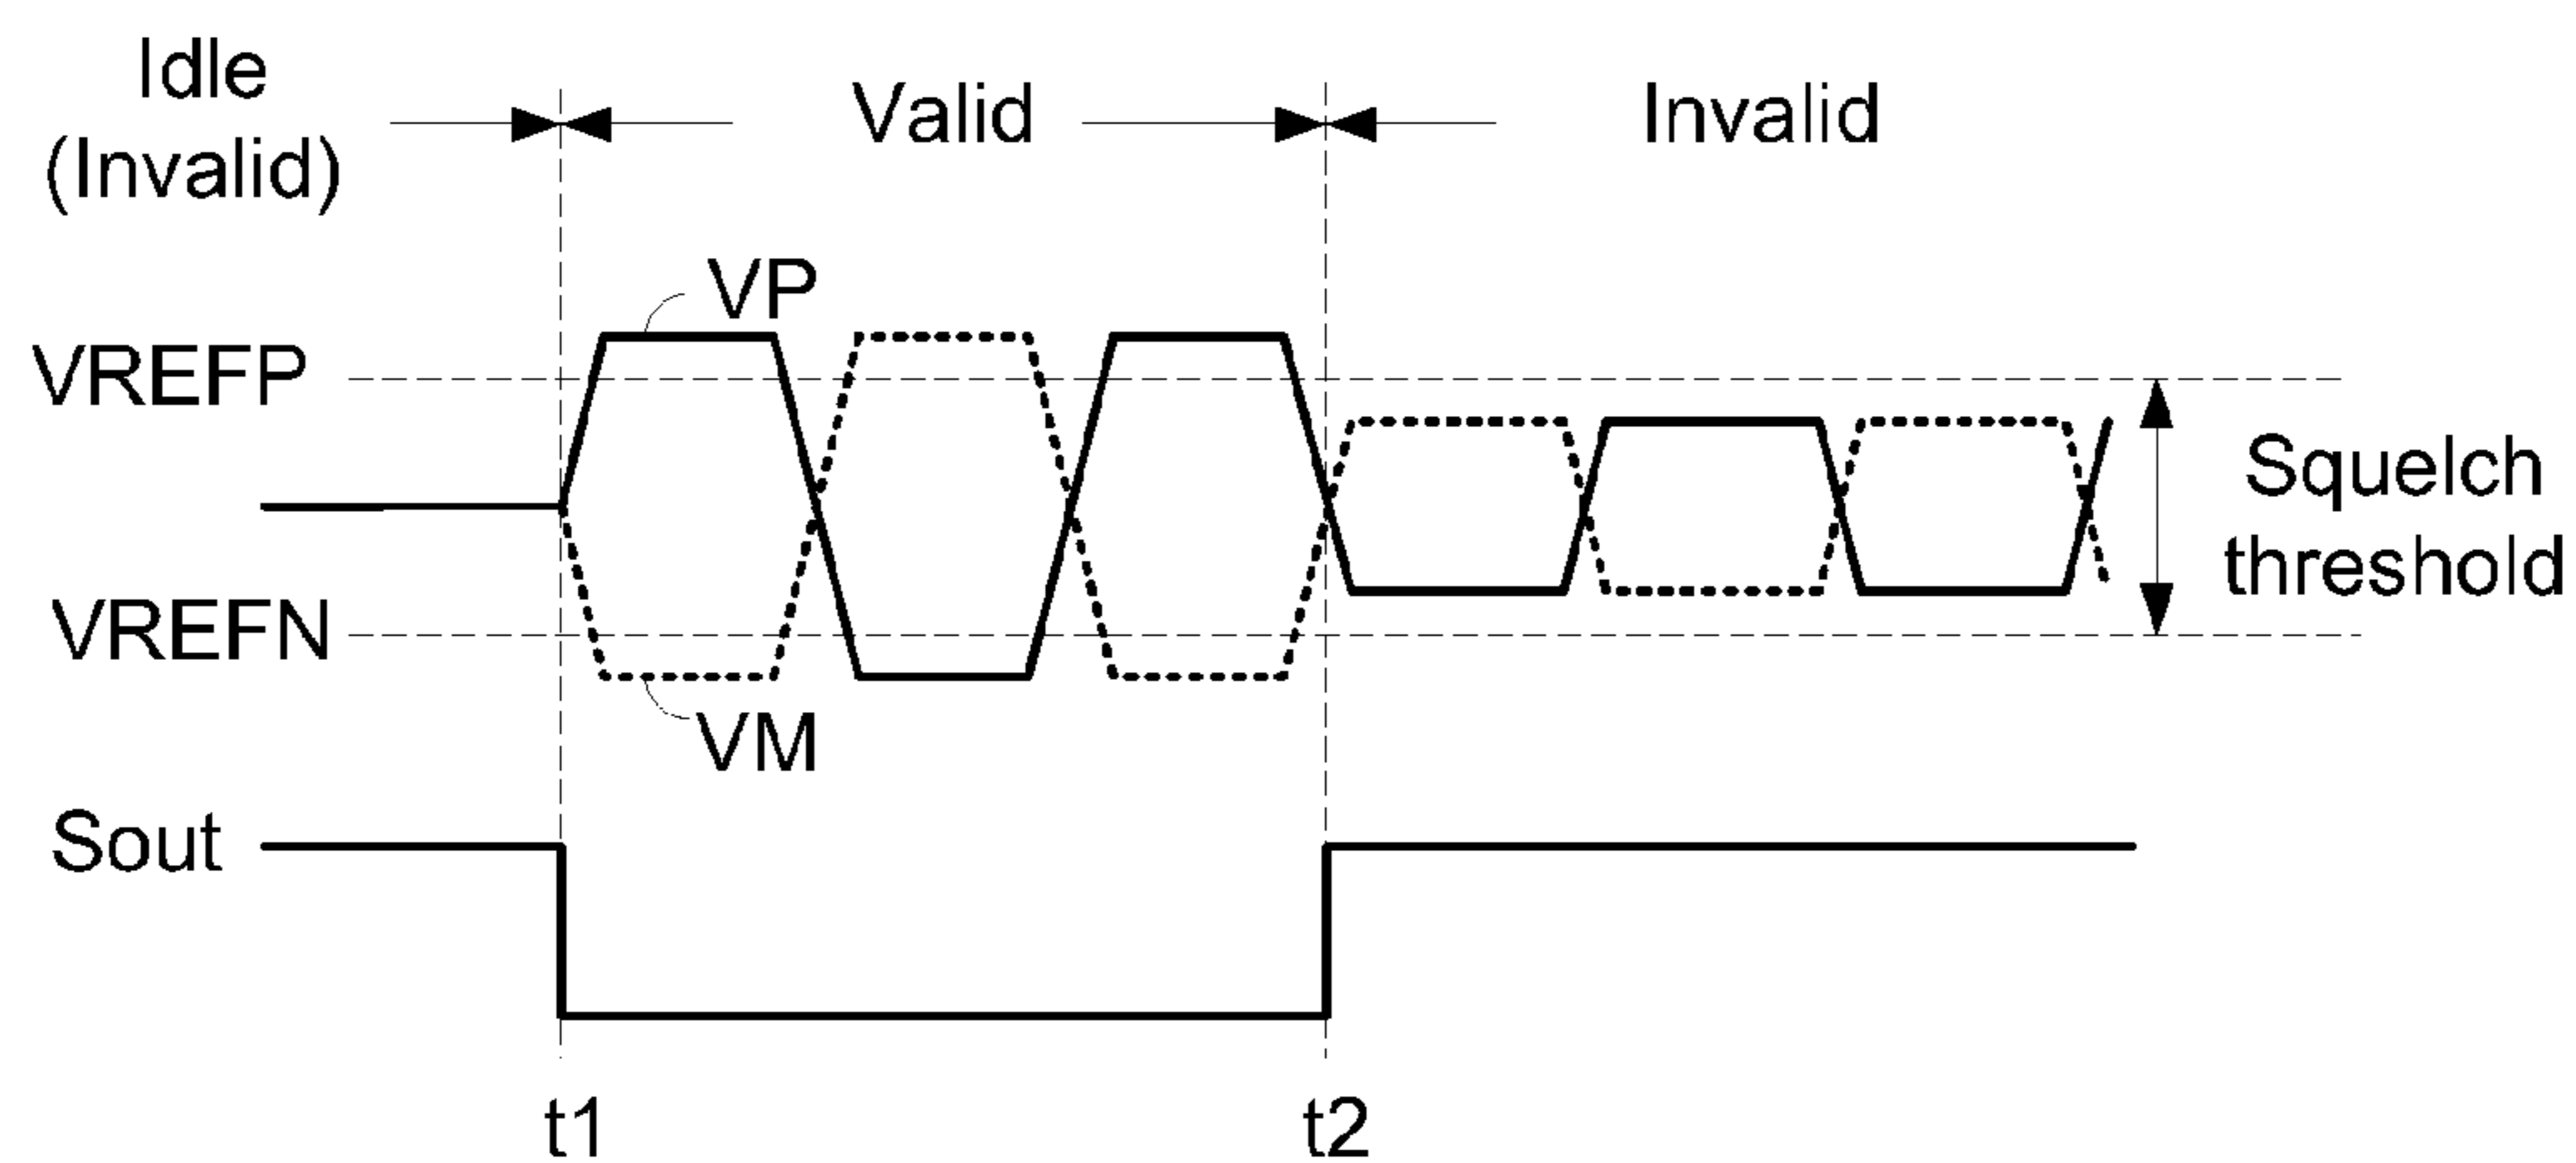 Idle
(Invalid)
Valid
Invalid
VP
VREFP
Squelch
threshold
VREFN
VM
Sout
t1
t2